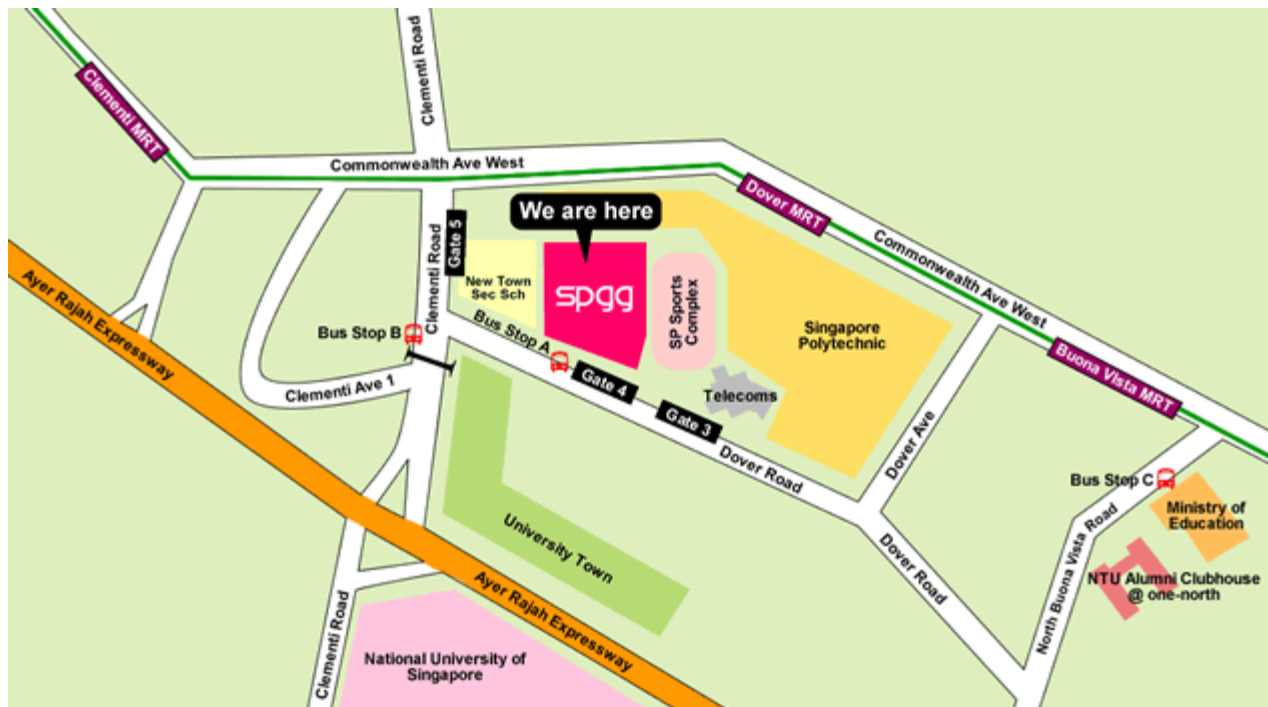 Clementi Road
Clementi MRT
Commonwealth Ave West
Dover MRT
We are here
Gate 5
Clementi Road
New Town
Sec Sch
spgg
SP Sports
Complex
Commonwealth Ave West
Ayer Rajah Expressway
Bus Stop B
Bus Stop A
Singapore
Polytechnic
Buona Vista MRT
Clementi Ave 1
Gate 4
Telecoms
Gate 3
Dover Ave
Dover Road
Bus Stop C
Ministry of
Education
University Town
Dover Road
North Buona Vista Road
NTU Alumni Clubhouse
@ one-north
Ayer Rajah Expressway
Clementi Road
National University of
Singapore